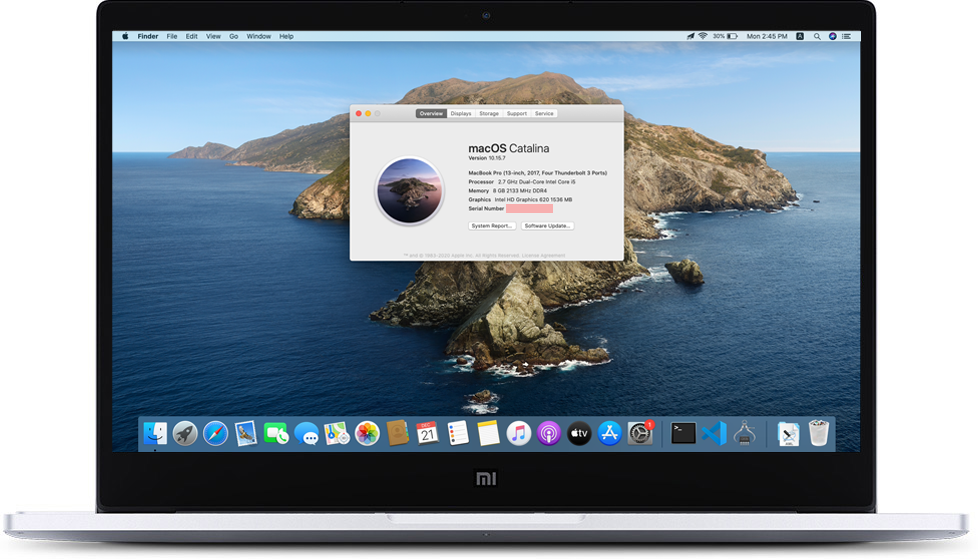 Finder File Edit View Go Window Help 30% Mon 2:45 PM A
Overview Displays Storage Support Service
macOS Catalina
Version 10.15.7
MacBook Pro (13-inch, 2017, Four Thunderbolt 3 Ports)
Processor 2.7 GHz Dual-Core Intel Core i5
Memory 8 GB 2133 MHz DDR4
Graphics Intel HD Graphics 620 1536 MB
Serial Number
System Report... Software Update...
™ and © 1983-2020 Apple Inc. All Rights Reserved. License Agreement
DEC
21
tv
1
>_
XML
mi